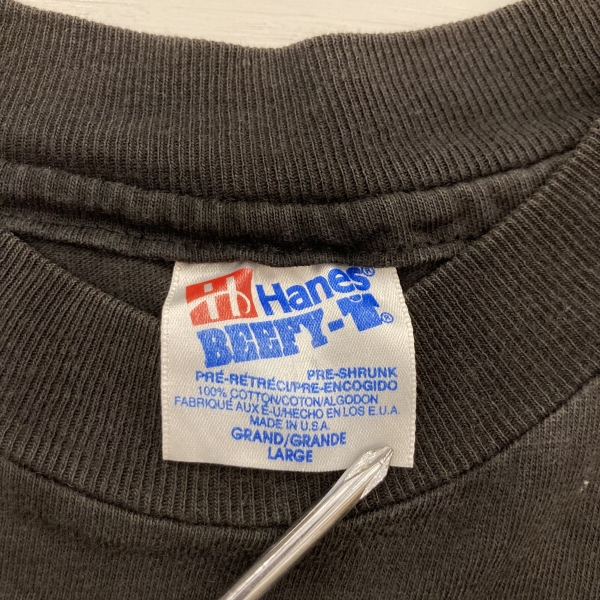 Hanes®
BEEFY-T®
PRE-SHRUNK
PRÉ-RÉTRÉCI/PRE-ENCOGIDO
100% COTTON/COTON/ALGODON
FABRIQUÉ AUX É-U/HECHO EN LOS E.U.A.
MADE IN U.S.A.
GRAND/GRANDE
LARGE